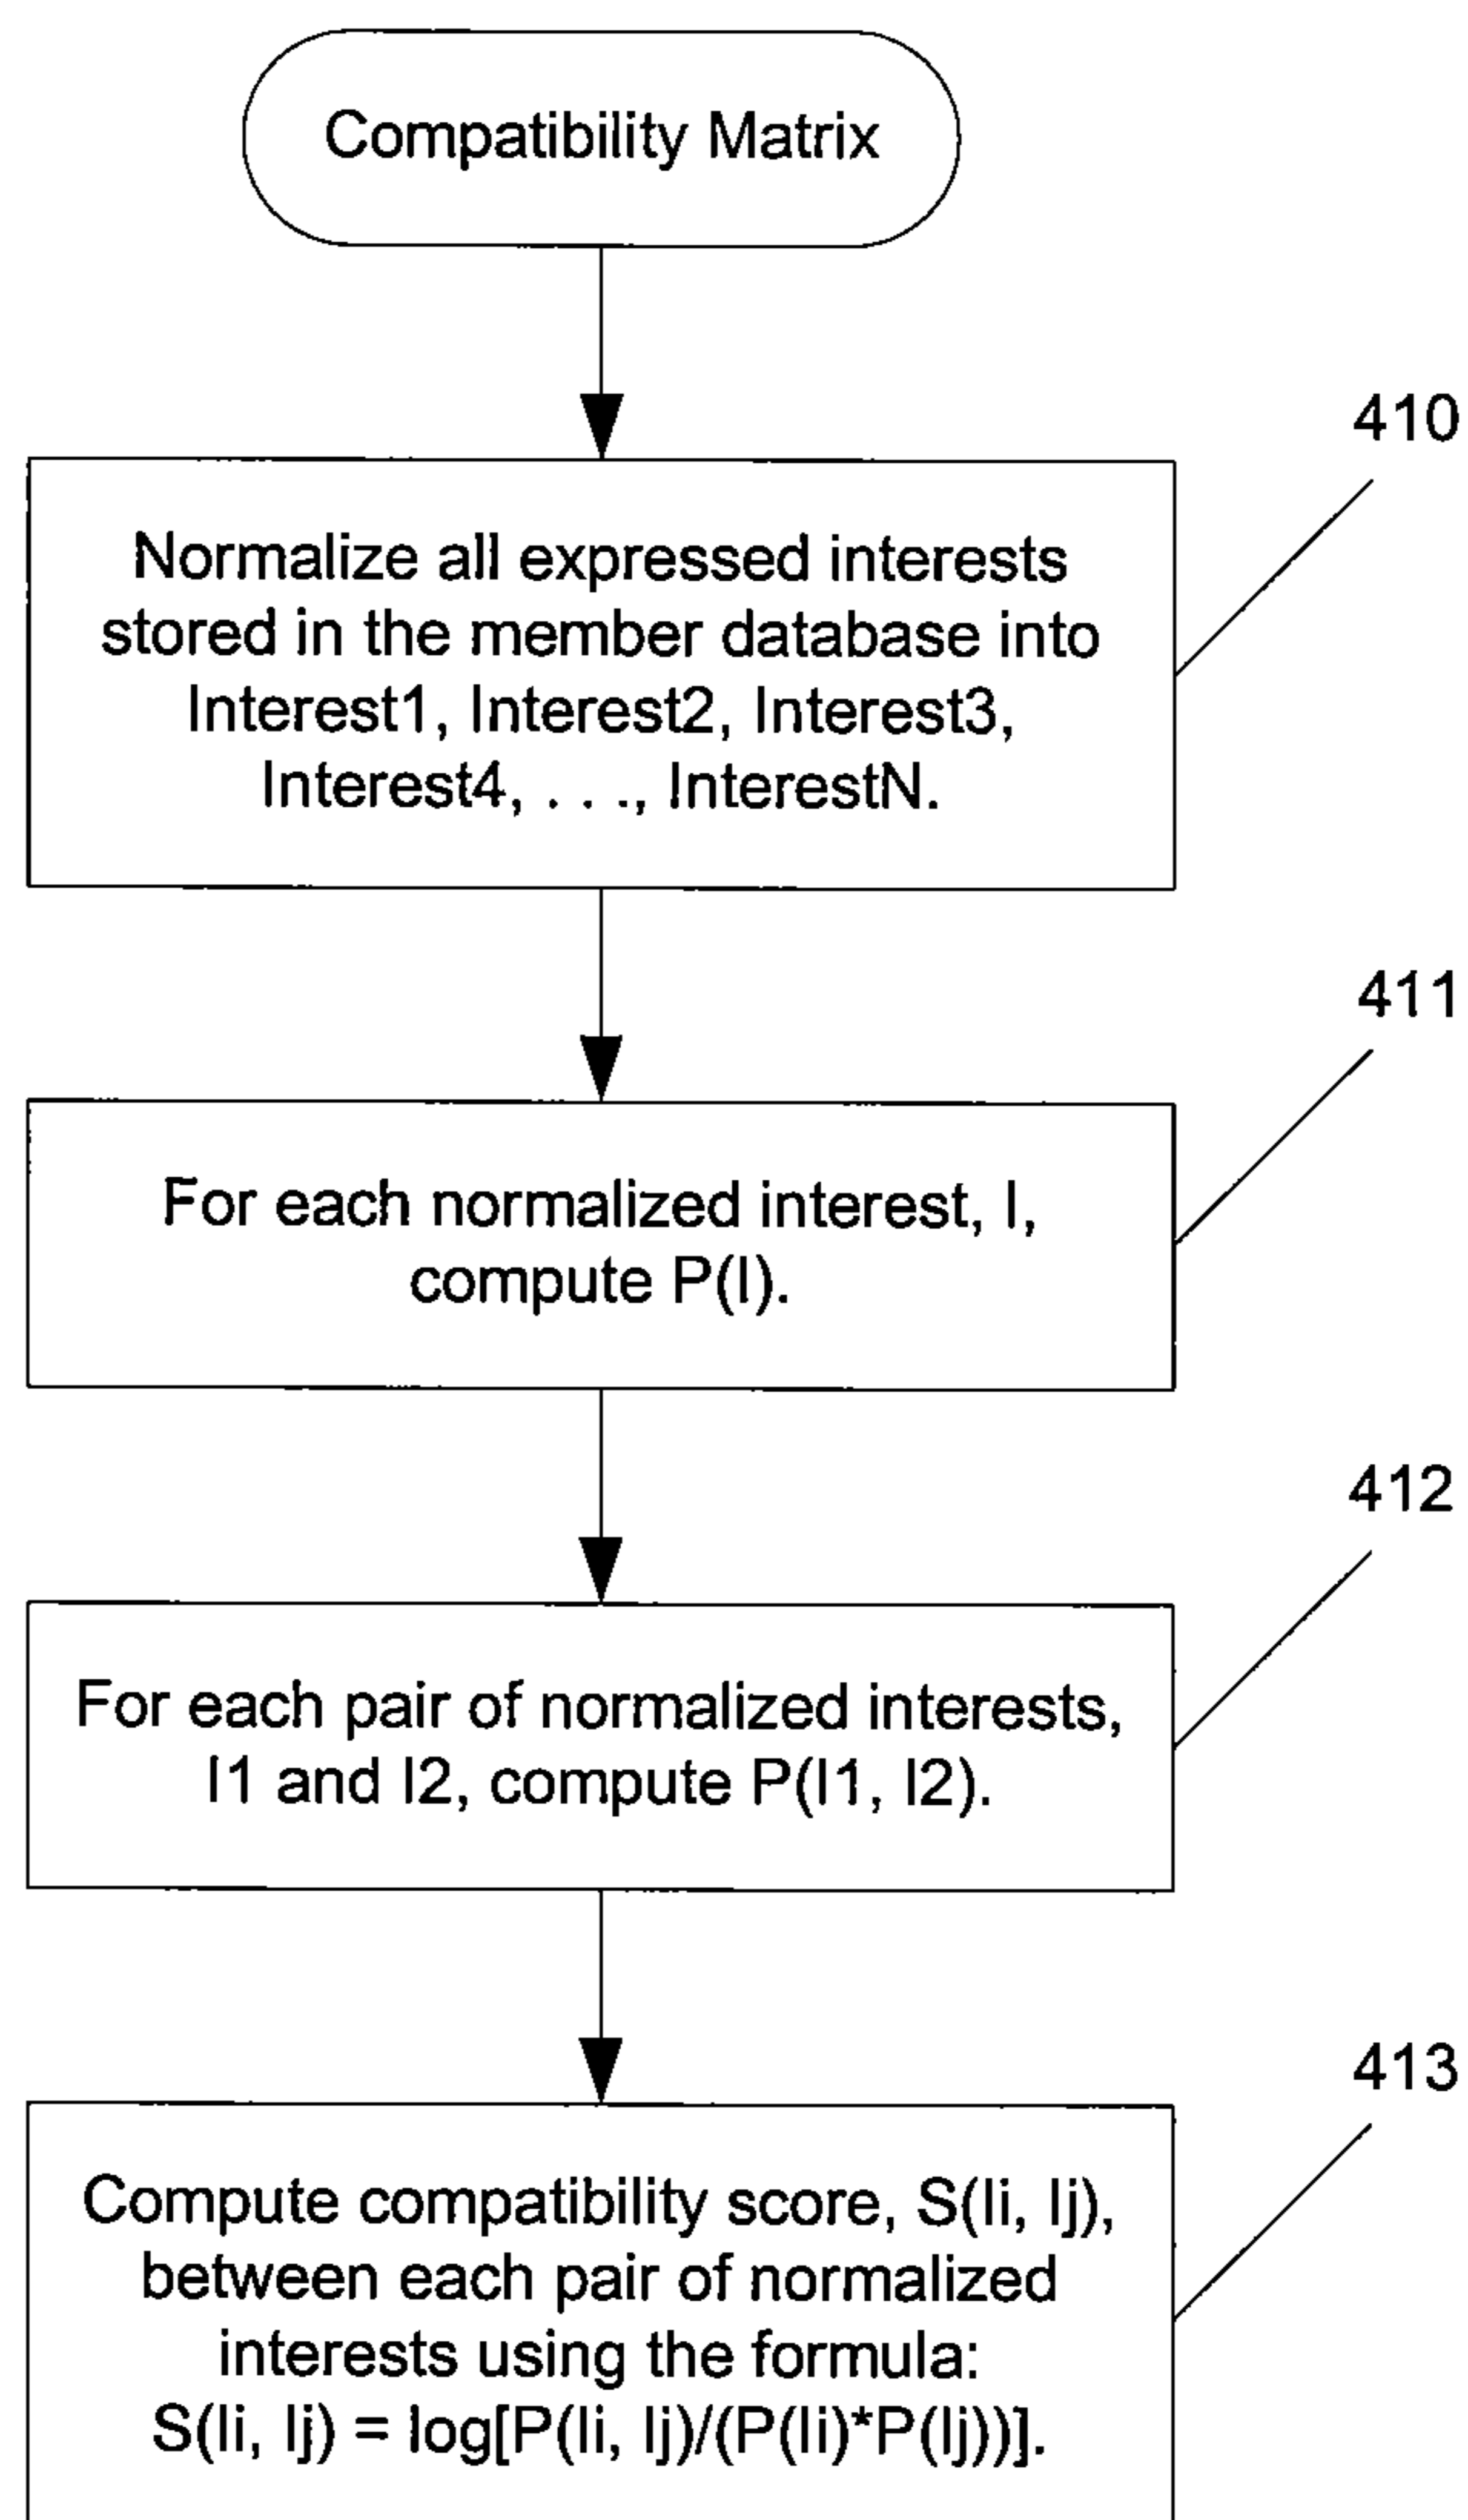 Compatibility Matrix
410
Normalize all expressed interests
stored in the member database into
Interest1, Interest2, Interest3,
Interest4, . . ., InterestN.
411
For each normalized interest, I,
compute P(I).
412
For each pair of normalized interests,
I1 and I2, compute P(I1, I2).
413
Compute compatibility score, S(Ii, Ij),
between each pair of normalized
interests using the formula:
S(Ii, Ij) = log[P(Ii, Ij)/(P(Ii)*P(Ij))].